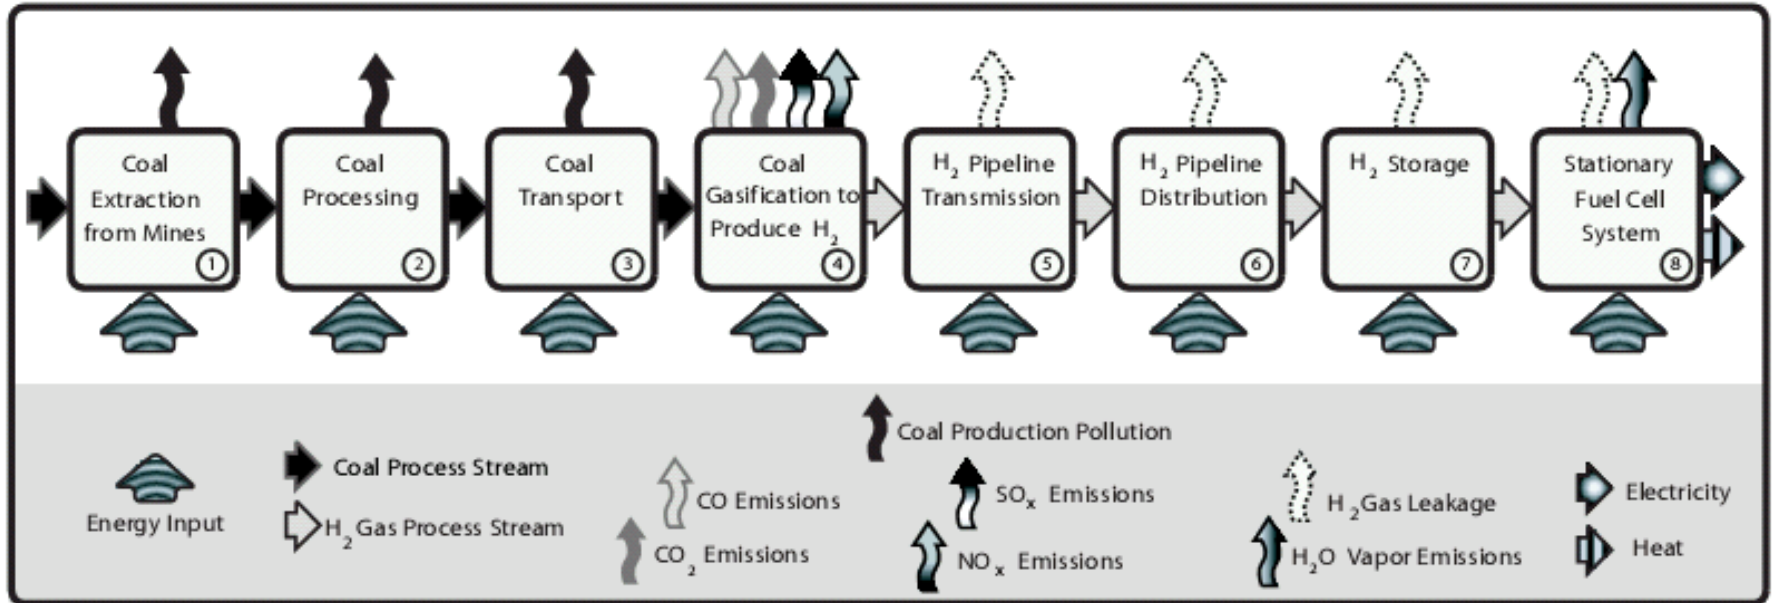 Coal
Extraction
from Mines
1
Coal
Processing
2
Coal
Transport
3
Coal
Gasification to
Produce H2
4
H2 Pipeline
Transmission
5
H2 Pipeline
Distribution
6
H2 Storage
7
Stationary
Fuel Cell
System
8
Energy Input
Coal Process Stream
H2 Gas Process Stream
Coal Production Pollution
CO Emissions
CO2 Emissions
SOx Emissions
NOx Emissions
H2 Gas Leakage
H2O Vapor Emissions
Electricity
Heat